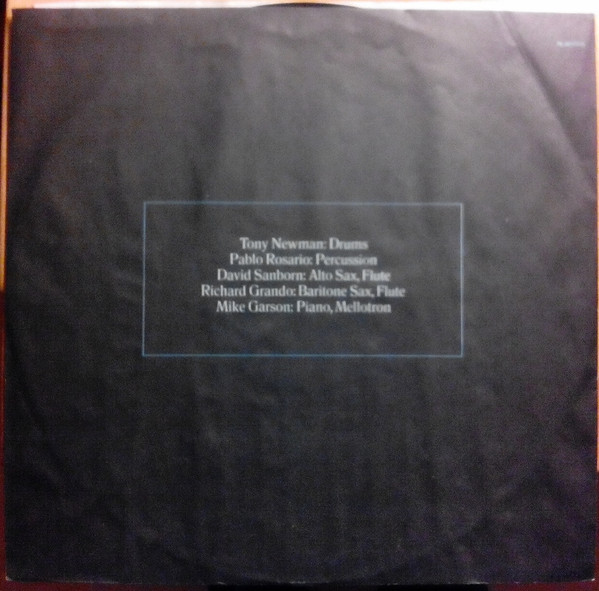 Tony Newman: Drums
Pablo Rosario: Percussion
David Sanborn: Alto Sax, Flute
Richard Grando: Baritone Sax, Flute
Mike Garson: Piano, Mellotron